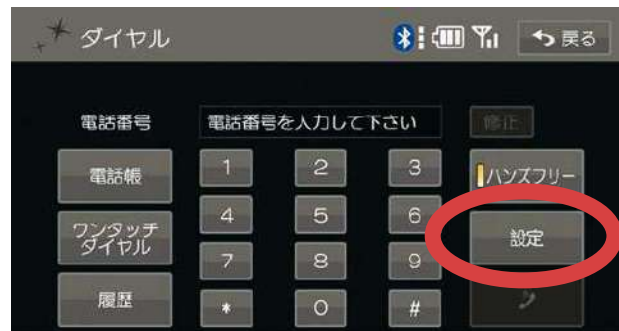 ダイヤル
戻る
電話番号
電話番号を入力して下さい
修正
電話帳
1
2
3
ハンズフリー
ワンタッチ
ダイヤル
4
5
6
設定
7
8
9
履歴
*
0
#